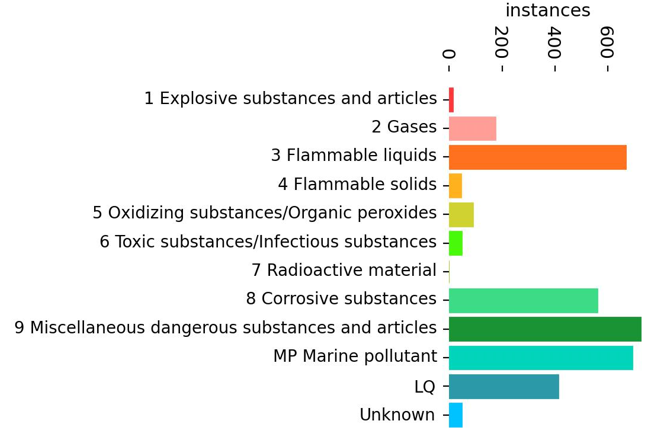 instances
0
200
400
600
1 Explosive substances and articles
2 Gases
3 Flammable liquids
4 Flammable solids
5 Oxidizing substances/Organic peroxides
6 Toxic substances/Infectious substances
7 Radioactive material
8 Corrosive substances
9 Miscellaneous dangerous substances and articles
MP Marine pollutant
LQ
Unknown